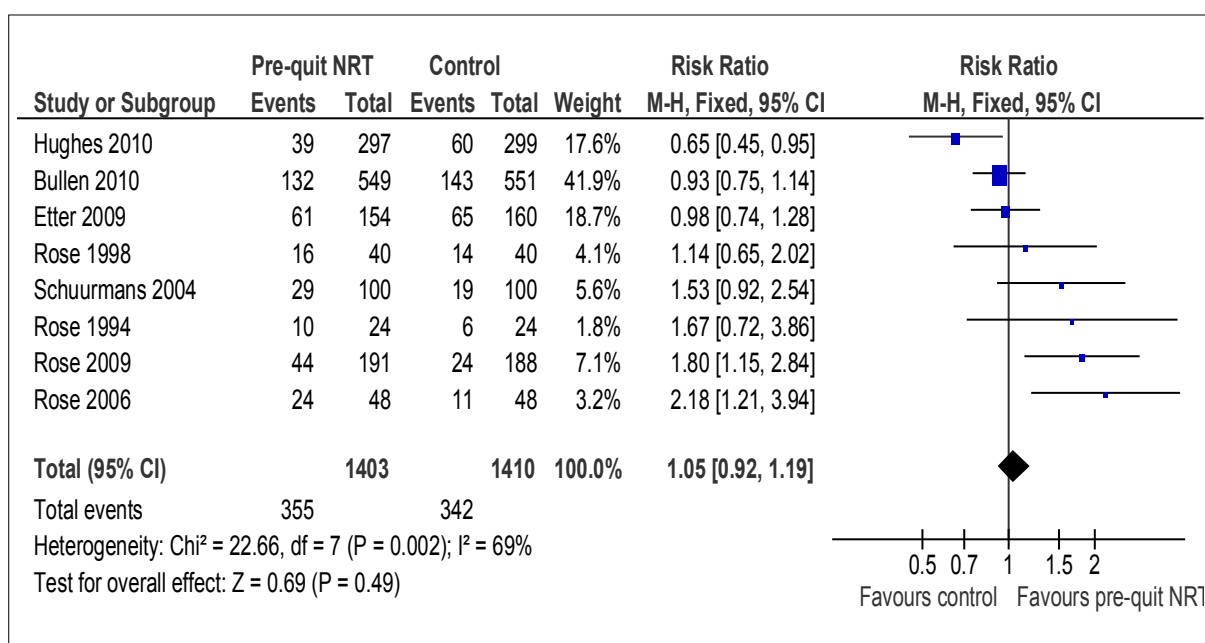 Pre-quit NRT Control Risk Ratio Risk Ratio
Study or Subgroup Events Total Events Total Weight M-H, Fixed, 95% CI M-H, Fixed, 95% CI
Hughes 2010 39 297 60 299 17.6% 0.65 [0.45, 0.95]
Bullen 2010 132 549 143 551 41.9% 0.93 [0.75, 1.14]
Etter 2009 61 154 65 160 18.7% 0.98 [0.74, 1.28]
Rose 1998 16 40 14 40 4.1% 1.14 [0.65, 2.02]
Schuurmans 2004 29 100 19 100 5.6% 1.53 [0.92, 2.54]
Rose 1994 10 24 6 24 1.8% 1.67 [0.72, 3.86]
Rose 2009 44 191 24 188 7.1% 1.80 [1.15, 2.84]
Rose 2006 24 48 11 48 3.2% 2.18 [1.21, 3.94]
Total (95% CI) 1403 1410 100.0% 1.05 [0.92, 1.19]
Total events 355 342
Heterogeneity: Chi² = 22.66, df = 7 (P = 0.002); I² = 69%
Test for overall effect: Z = 0.69 (P = 0.49)
0.5 0.7 1 1.5 2
Favours control Favours pre-quit NRT